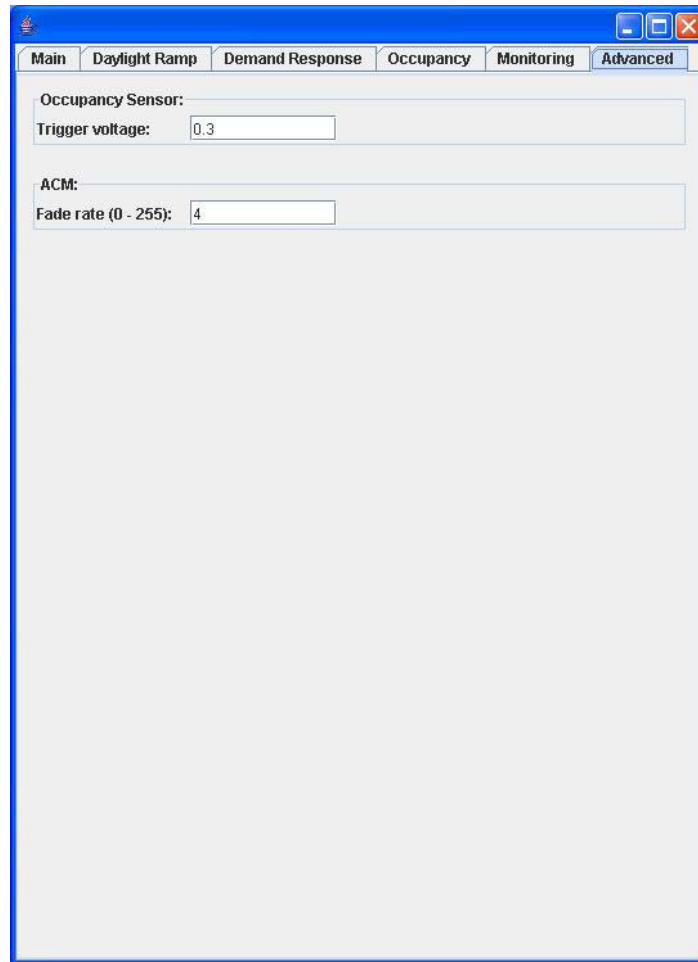 Main Daylight Ramp Demand Response Occupancy Monitoring Advanced
Occupancy Sensor:
Trigger voltage: 0.3
ACM:
Fade rate (0 - 255): 4